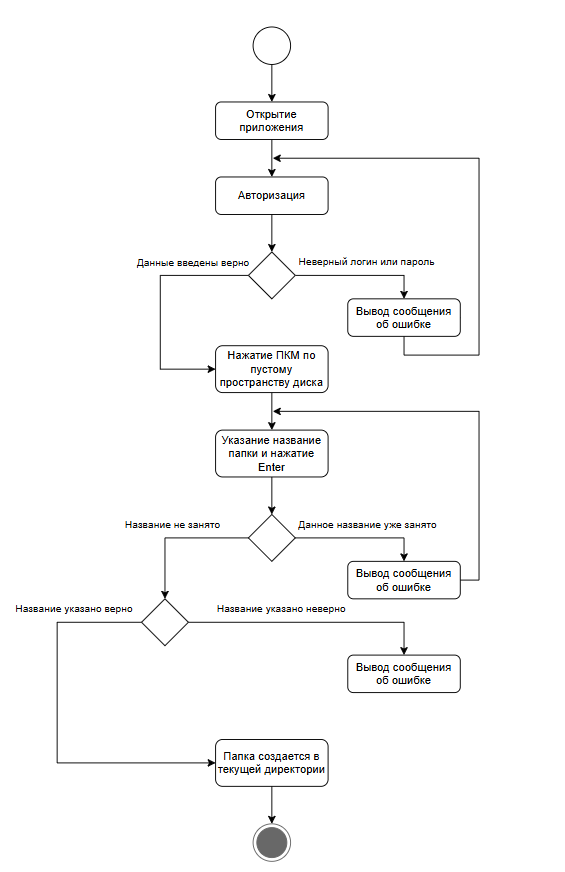 Открытие
приложения
Авторизация
Данные введены верно
Неверный логин или пароль
Вывод сообщения
об ошибке
Нажатие ПКМ по
пустому
пространству диска
Указание название
папки и нажатие
Enter
Название не занято
Данное название уже занято
Вывод сообщения
об ошибке
Название указано верно
Название указано неверно
Вывод сообщения
об ошибке
Папка создается в
текущей директории